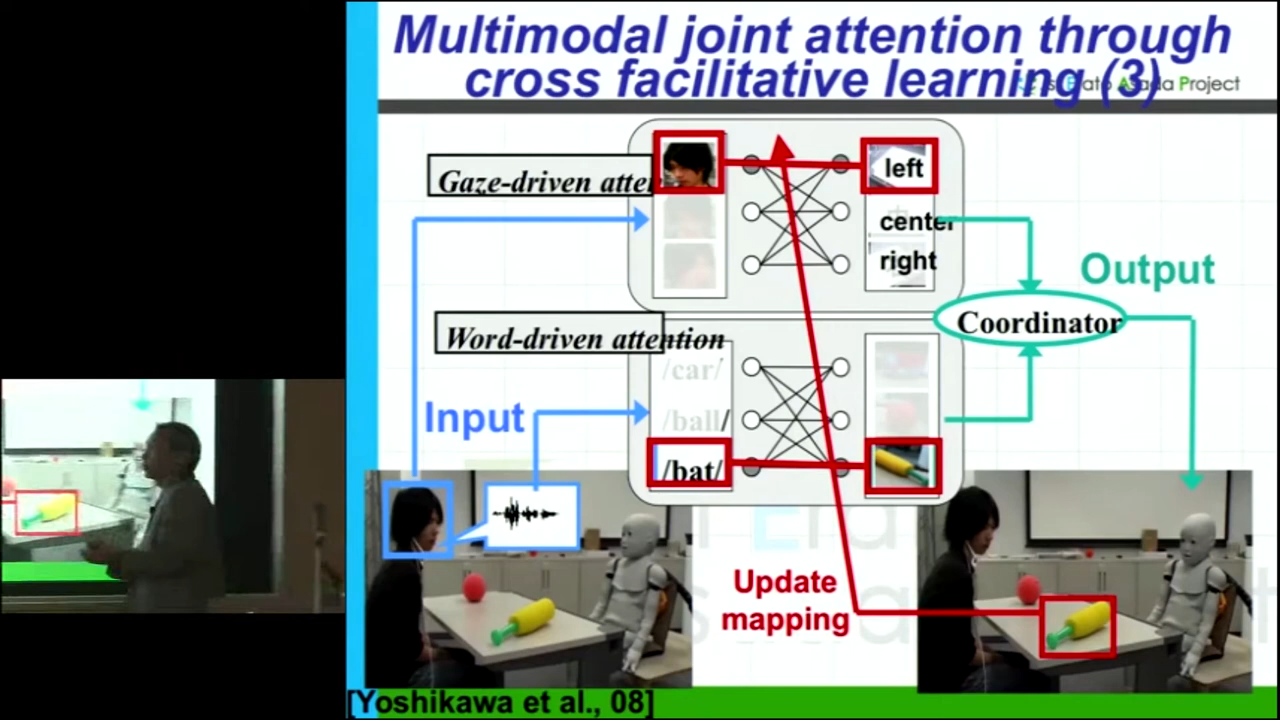 Multimodal joint attention through
cross facilitative learning (3)
Asada Project
Gaze-driven atte
left
center
right
Output
Coordinator
Word-driven attention
/car/
/ball/
/bat/
Input
Update
mapping
[Yoshikawa et al., 08]